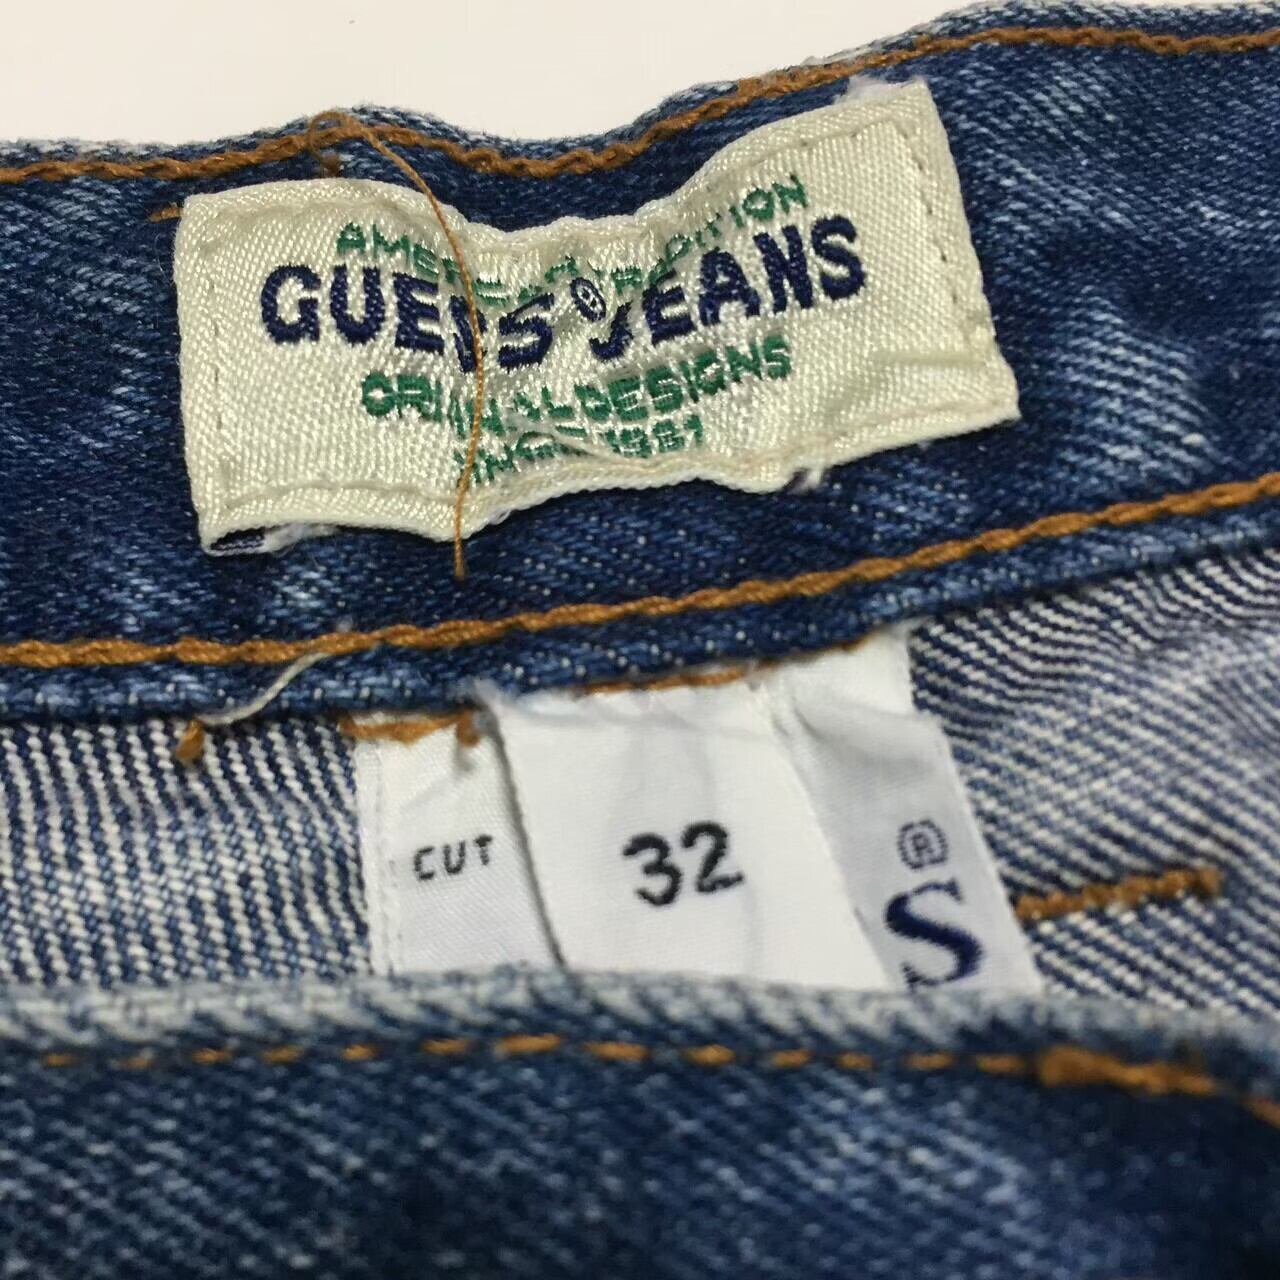 AMERICAN TRADITION
GUESS® JEANS
ORIGINAL DESIGNS
SINCE 1981
CUT
32
®
S